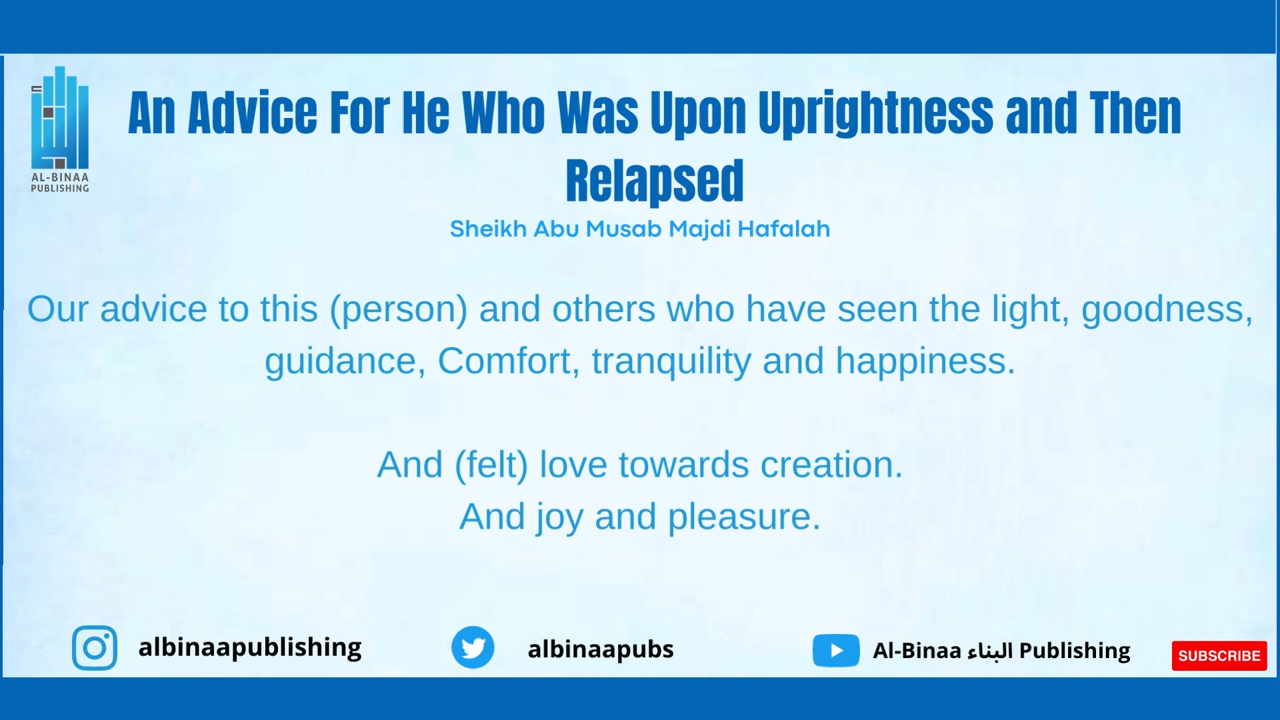 An Advice For He Who Was Upon Uprightness and Then
Relapsed
AL-BINAA
PUBLISHING
Sheikh Abu Musab Majdi Hafalah
Our advice to this (person) and others who have seen the light, goodness,
guidance, Comfort, tranquility and happiness.
And (felt) love towards creation.
And joy and pleasure.
albinaapublishing
albinaapubs
Al-Binaa البناء Publishing
SUBSCRIBE